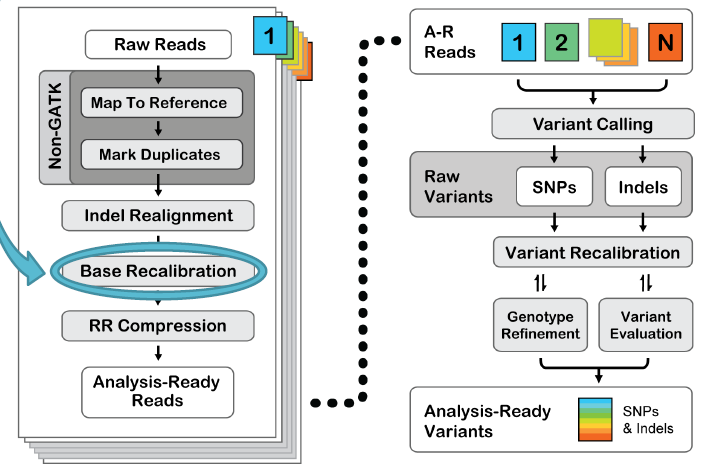 1
Raw Reads
Non-GATK
Map To Reference
Mark Duplicates
Indel Realignment
Base Recalibration
RR Compression
Analysis-Ready
Reads
A-R
Reads
1 2 N
Variant Calling
Raw
Variants
SNPs
Indels
Variant Recalibration
Genotype
Refinement
Variant
Evaluation
Analysis-Ready
Variants
SNPs
& Indels